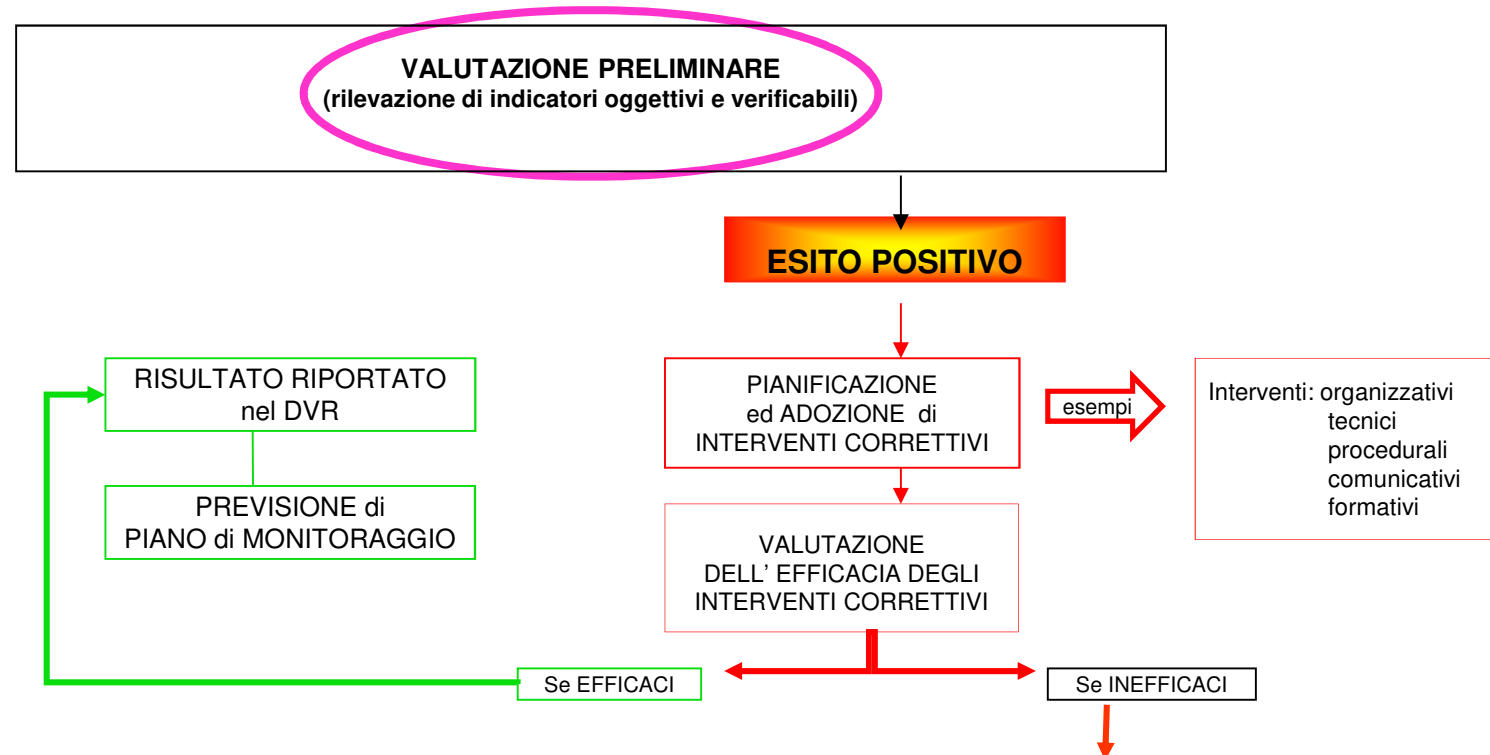 VALUTAZIONE PRELIMINARE
(rilevazione di indicatori oggettivi e verificabili)
ESITO POSITIVO
RISULTATO RIPORTATO
nel DVR
PREVISIONE di
PIANO di MONITORAGGIO
PIANIFICAZIONE
ed ADOZIONE di
INTERVENTI CORRETTIVI
esempi
Interventi: organizzativi
tecnici
procedurali
comunicativi
formativi
VALUTAZIONE
DELL' EFFICACIA DEGLI
INTERVENTI CORRETTIVI
Se EFFICACI
Se INEFFICACI